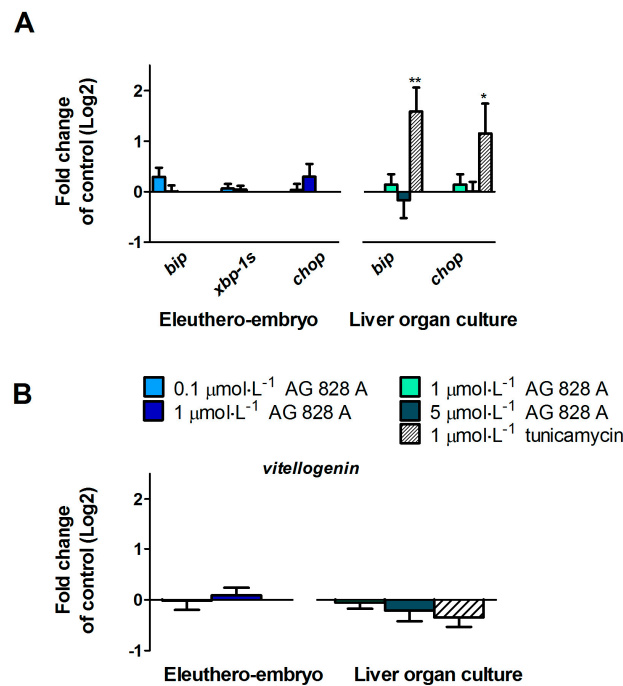 A
Fold change
of control (Log2)
2
1
0
-1
**
*
bip
xbp-1s
chop
bip
chop
Eleuthero-embryo
Liver organ culture
B
0.1 μmol·L⁻¹ AG 828 A
1 μmol·L⁻¹ AG 828 A
1 μmol·L⁻¹ AG 828 A
5 μmol·L⁻¹ AG 828 A
1 μmol·L⁻¹ tunicamycin
vitellogenin
Fold change
of control (Log2)
2
1
0
-1
Eleuthero-embryo
Liver organ culture